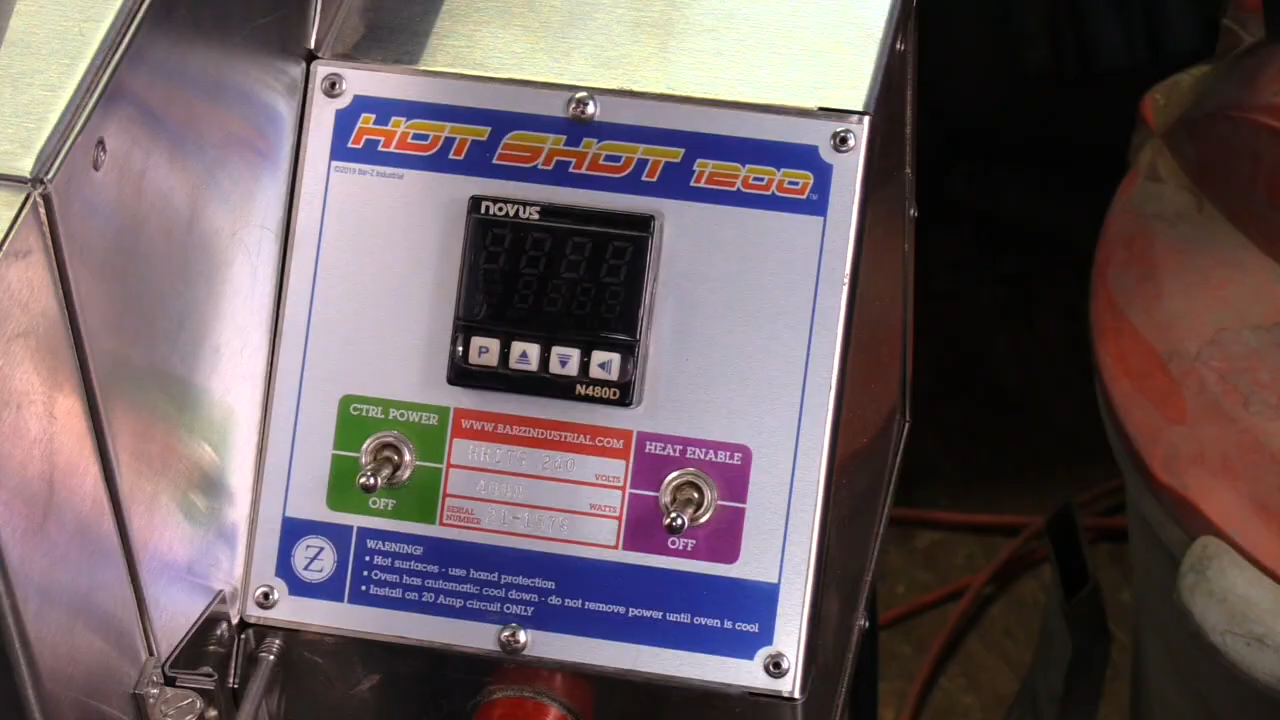 HOT SHOT 1200 TM
©2019 Bar-Z Industrial
novus
P
N480D
CTRL POWER
OFF
WWW.BARZINDUSTRIAL.COM
240
VOLTS
WATTS
SERIAL
NUMBER
HEAT ENABLE
OFF
Z
WARNING!
▪ Hot surfaces - use hand protection
▪ Oven has automatic cool down - do not remove power until oven is cool
▪ Install on 20 Amp circuit ONLY